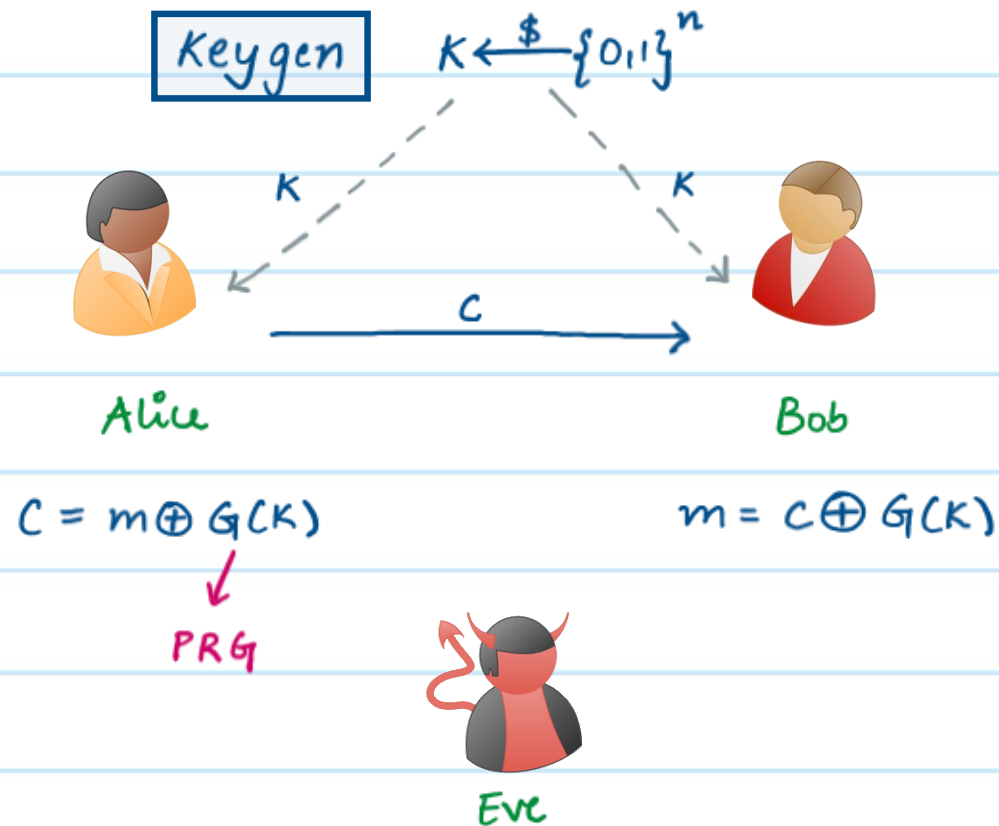 Keygen K ←$ {0,1}ⁿ
K K
C
Alice Bob
C = m ⊕ G(K) m = C ⊕ G(K)
PRG
Eve